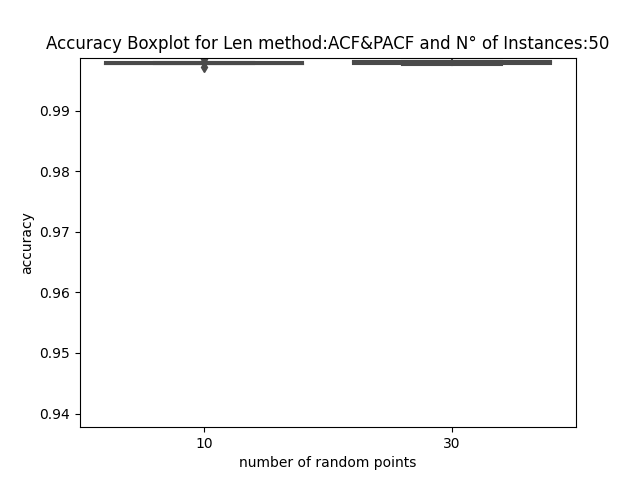 Accuracy Boxplot for Len method:ACF&PACF and N° of Instances:50
0.99
0.98
0.97
0.96
0.95
0.94
accuracy
10 30
number of random points